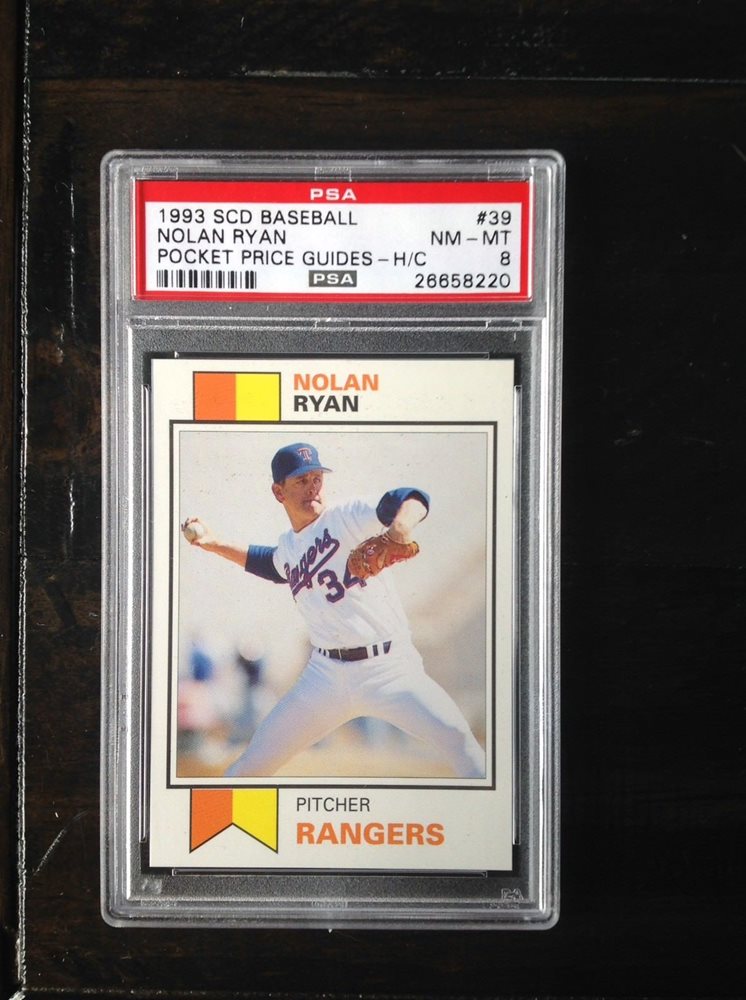 PSA
1993 SCD BASEBALL #39
NOLAN RYAN NM - MT
POCKET PRICE GUIDES - H/C 8
PSA 26658220
NOLAN
RYAN
T
Rangers
34
PITCHER
RANGERS